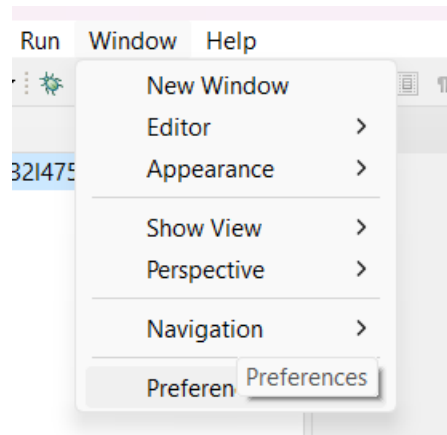 Run Window Help
New Window
Editor
32I475
Appearance
Show View
Perspective
Navigation
Preferen
Preferences